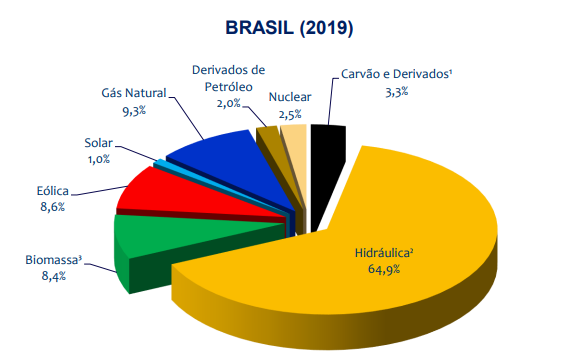 BRASIL (2019)
Derivados de
Petróleo
2,0%
Carvão e Derivados¹
3,3%
Gás Natural
9,3%
Nuclear
2,5%
Solar
1,0%
Eólica
8,6%
Biomassa³
8,4%
Hidráulica²
64,9%